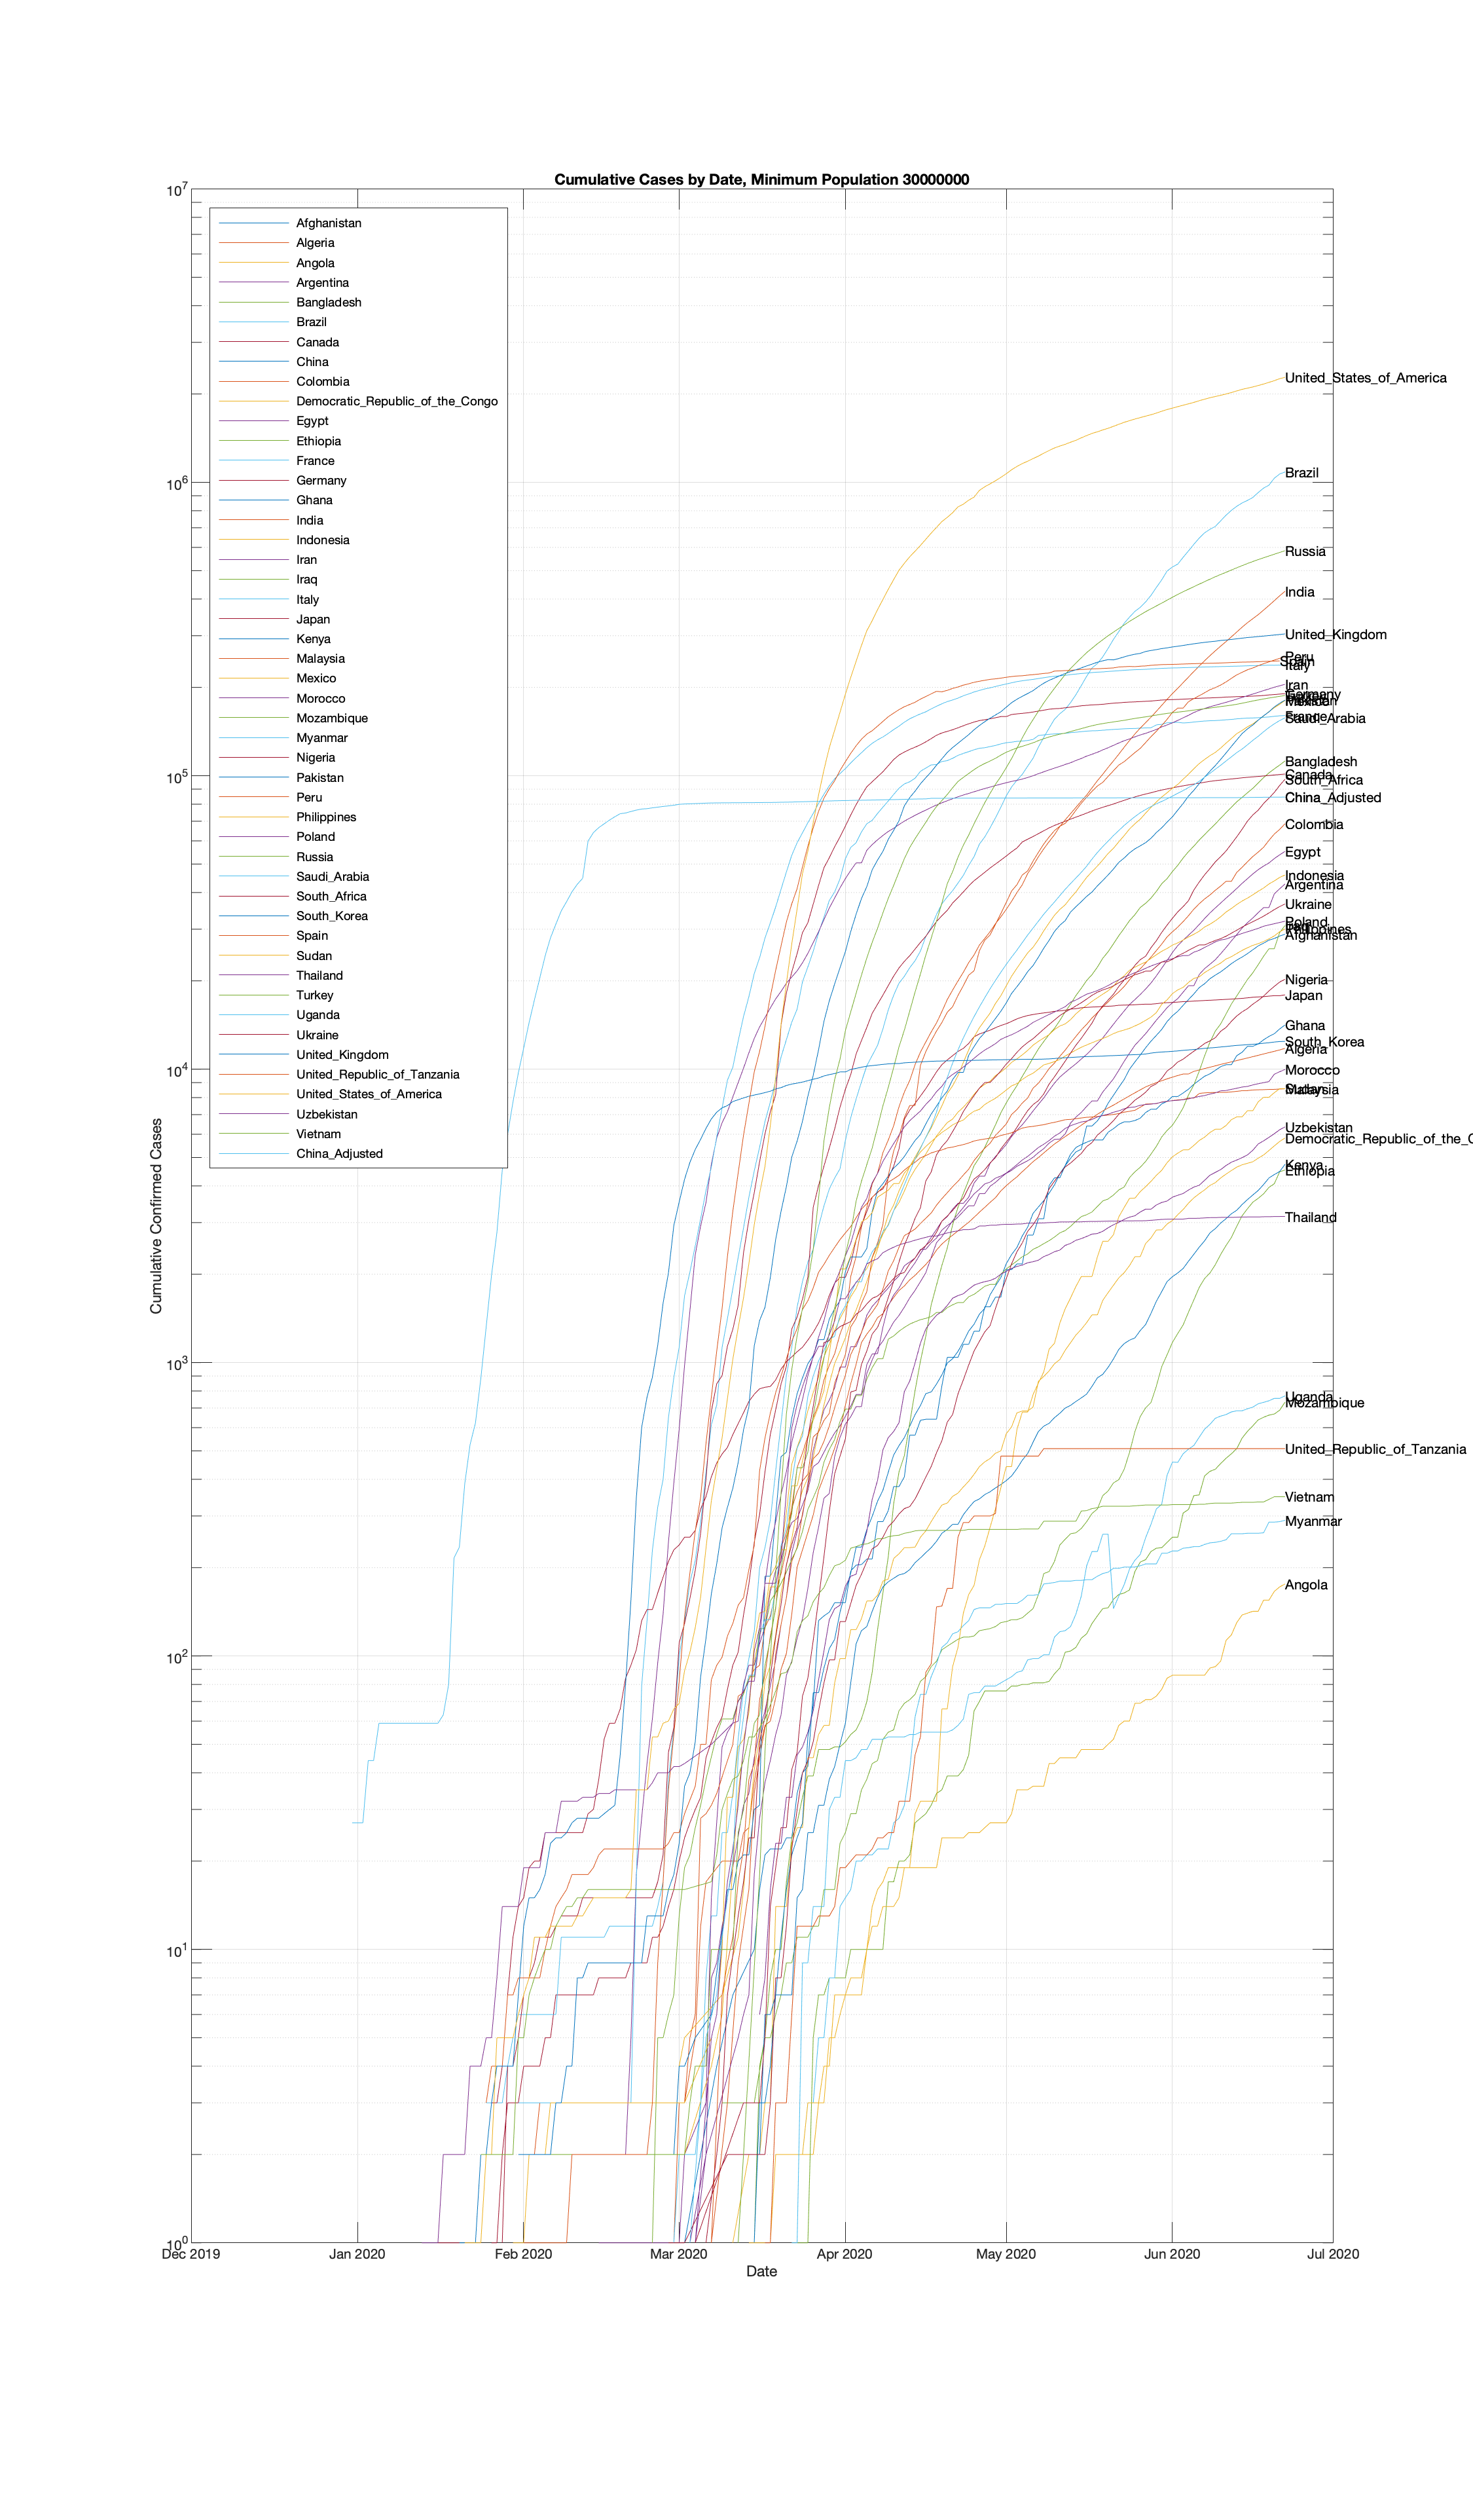 Cumulative Cases by Date, Minimum Population 30000000
10^7
10^6
10^5
10^4
10^3
10^2
10^1
10^0
Cumulative Confirmed Cases
Afghanistan
Algeria
Angola
Argentina
Bangladesh
Brazil
Canada
China
Colombia
Democratic_Republic_of_the_Congo
Egypt
Ethiopia
France
Germany
Ghana
India
Indonesia
Iran
Iraq
Italy
Japan
Kenya
Malaysia
Mexico
Morocco
Mozambique
Myanmar
Nigeria
Pakistan
Peru
Philippines
Poland
Russia
Saudi_Arabia
South_Africa
South_Korea
Spain
Sudan
Thailand
Turkey
Uganda
Ukraine
United_Kingdom
United_Republic_of_Tanzania
United_States_of_America
Uzbekistan
Vietnam
China_Adjusted
United_States_of_America
Brazil
Russia
India
United_Kingdom
Peru
Spain
Italy
Iran
Germany
Mexico
France
Saudi_Arabia
Bangladesh
Canada
South_Africa
China_Adjusted
Colombia
Egypt
Indonesia
Argentina
Ukraine
Poland
Philippines
Afghanistan
Nigeria
Japan
Ghana
South_Korea
Algeria
Morocco
Sudan
Malaysia
Uzbekistan
Democratic_Republic_of_the_C
Kenya
Ethiopia
Thailand
Uganda
Mozambique
United_Republic_of_Tanzania
Vietnam
Myanmar
Angola
Dec 2019
Jan 2020
Feb 2020
Mar 2020
Apr 2020
May 2020
Jun 2020
Jul 2020
Date